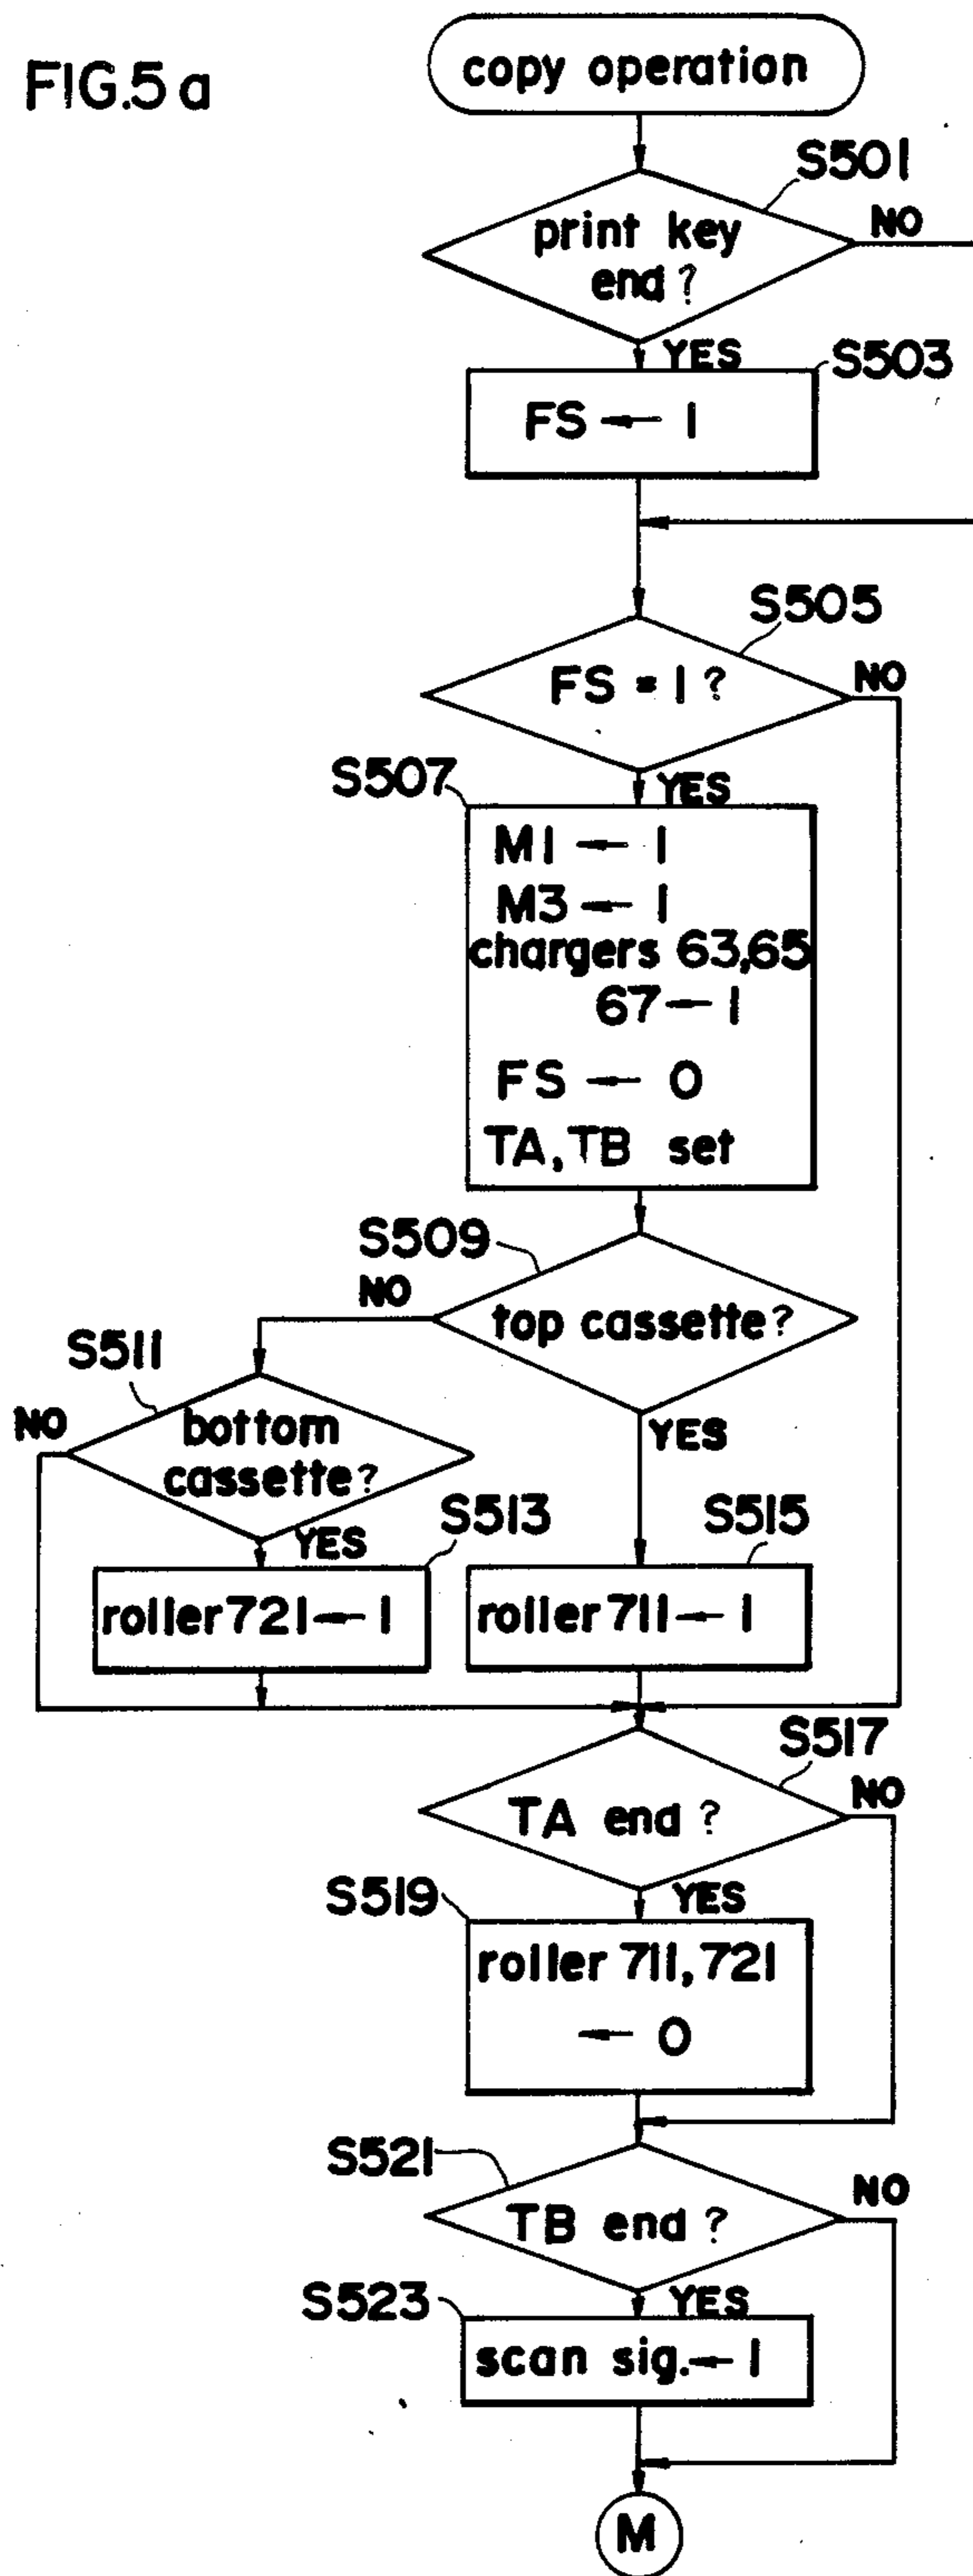 FIG.5a
copy operation
S501
print key
end?
NO
YES
S503
FS ← 1
S505
FS = 1?
NO
S507
YES
M1 ← 1
M3 ← 1
chargers 63,65
67 ← 1
FS ← 0
TA, TB set
S509
NO
top cassette?
S511
NO
bottom
cassette?
YES
YES
S513
S515
roller 721 ← 1
roller 711 ← 1
S517
TA end?
NO
S519
YES
roller 711, 721
← 0
S521
TB end?
NO
S523
YES
scan sig. ← 1
M